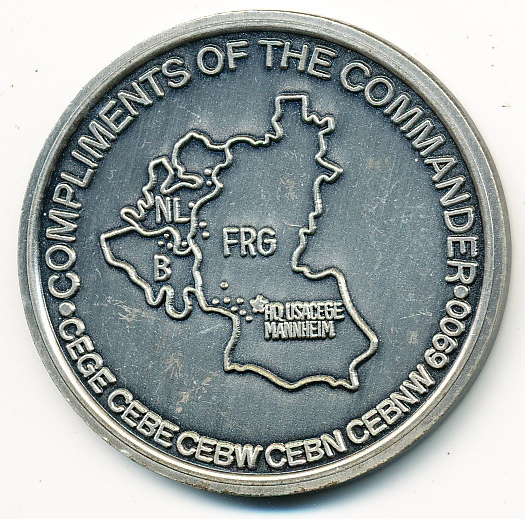 •COMPLIMENTS OF THE COMMANDER•
NL
FRG
B
HQ USACEGE
MANNHEIM
CEGE CEBE CEBW CEBN CEBNW 6900